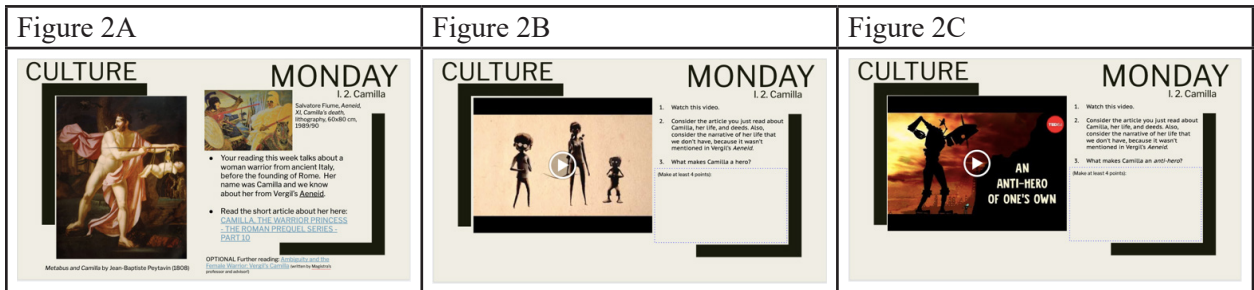 Figure 2A
Figure 2B
Figure 2C
CULTURE
MONDAY
I. 2. Camilla
Salvatore Fiume, Aeneid,
XI, Camilla's death,
lithography, 60x80 cm,
1989/90
• Your reading this week talks about a
woman warrior from ancient Italy,
before the founding of Rome. Her
name was Camilla and we know
about her from Vergil's Aeneid.
• Read the short article about her here:
CAMILLA, THE WARRIOR PRINCESS
- THE ROMAN PREQUEL SERIES -
PART 10
OPTIONAL Further reading: Ambiguity and the
Female Warrior: Vergil's Camilla (written by Magistra's
professor and advisor!)
Metabus and Camilla by Jean-Baptiste Peytavin (1808)
CULTURE
MONDAY
I. 2. Camilla
1. Watch this video.
2. Consider the article you just read about
Camilla, her life, and deeds. Also,
consider the narrative of her life that
we don't have, because it wasn't
mentioned in Vergil's Aeneid.
3. What makes Camilla a hero?
(Make at least 4 points):
CULTURE
MONDAY
I. 2. Camilla
AN
ANTI-HERO
OF ONE'S OWN
1. Watch this video.
2. Consider the article you just read about
Camilla, her life, and deeds. Also,
consider the narrative of her life that
we don't have, because it wasn't
mentioned in Vergil's Aeneid.
3. What makes Camilla an anti-hero?
(Make at least 4 points):